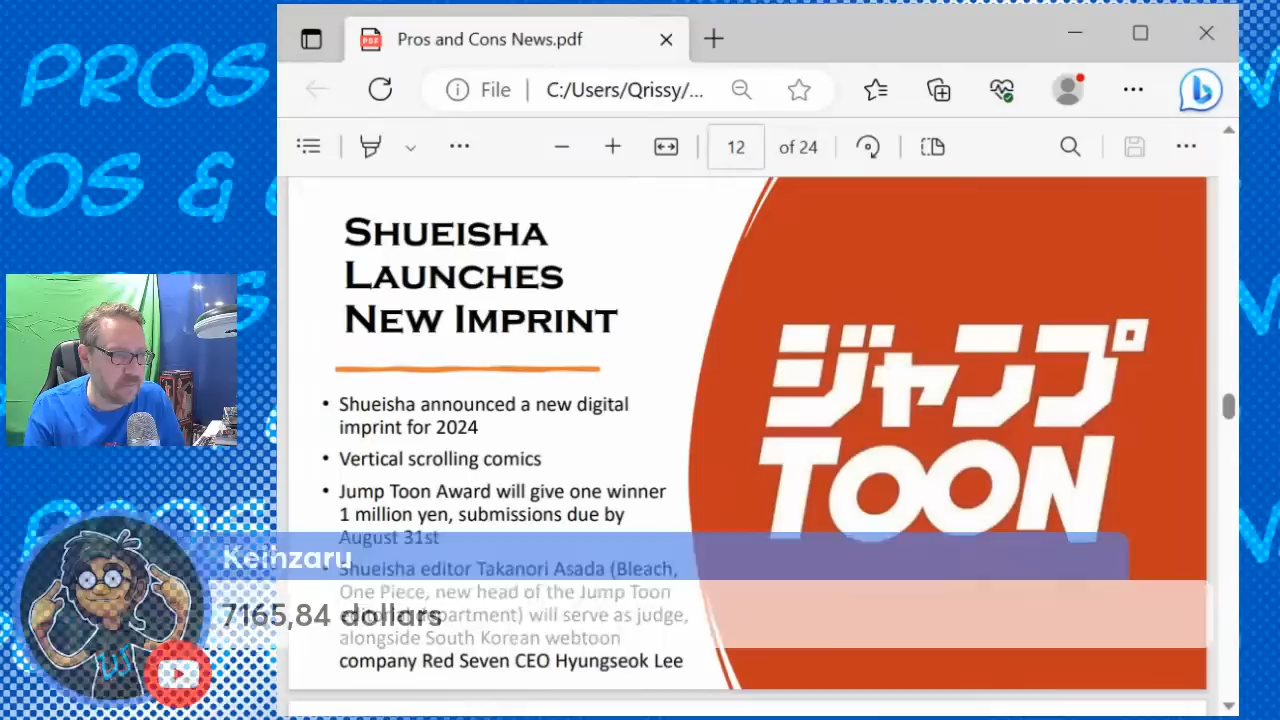 PROS
OS &
Pros and Cons News.pdf
File
C:/Users/Qrissy/...
12
of 24
SHUEISHA
LAUNCHES
NEW IMPRINT
• Shueisha announced a new digital
imprint for 2024
• Vertical scrolling comics
• Jump Toon Award will give one winner
1 million yen, submissions due by
August 31st
Shueisha editor Takanori Asada (Bleach,
One Piece, new head of the Jump Toon
editorial department) will serve as judge,
alongside South Korean webtoon
company Red Seven CEO Hyungseok Lee
ジャンプ
TOON
Keihzaru
7165,84 dollars